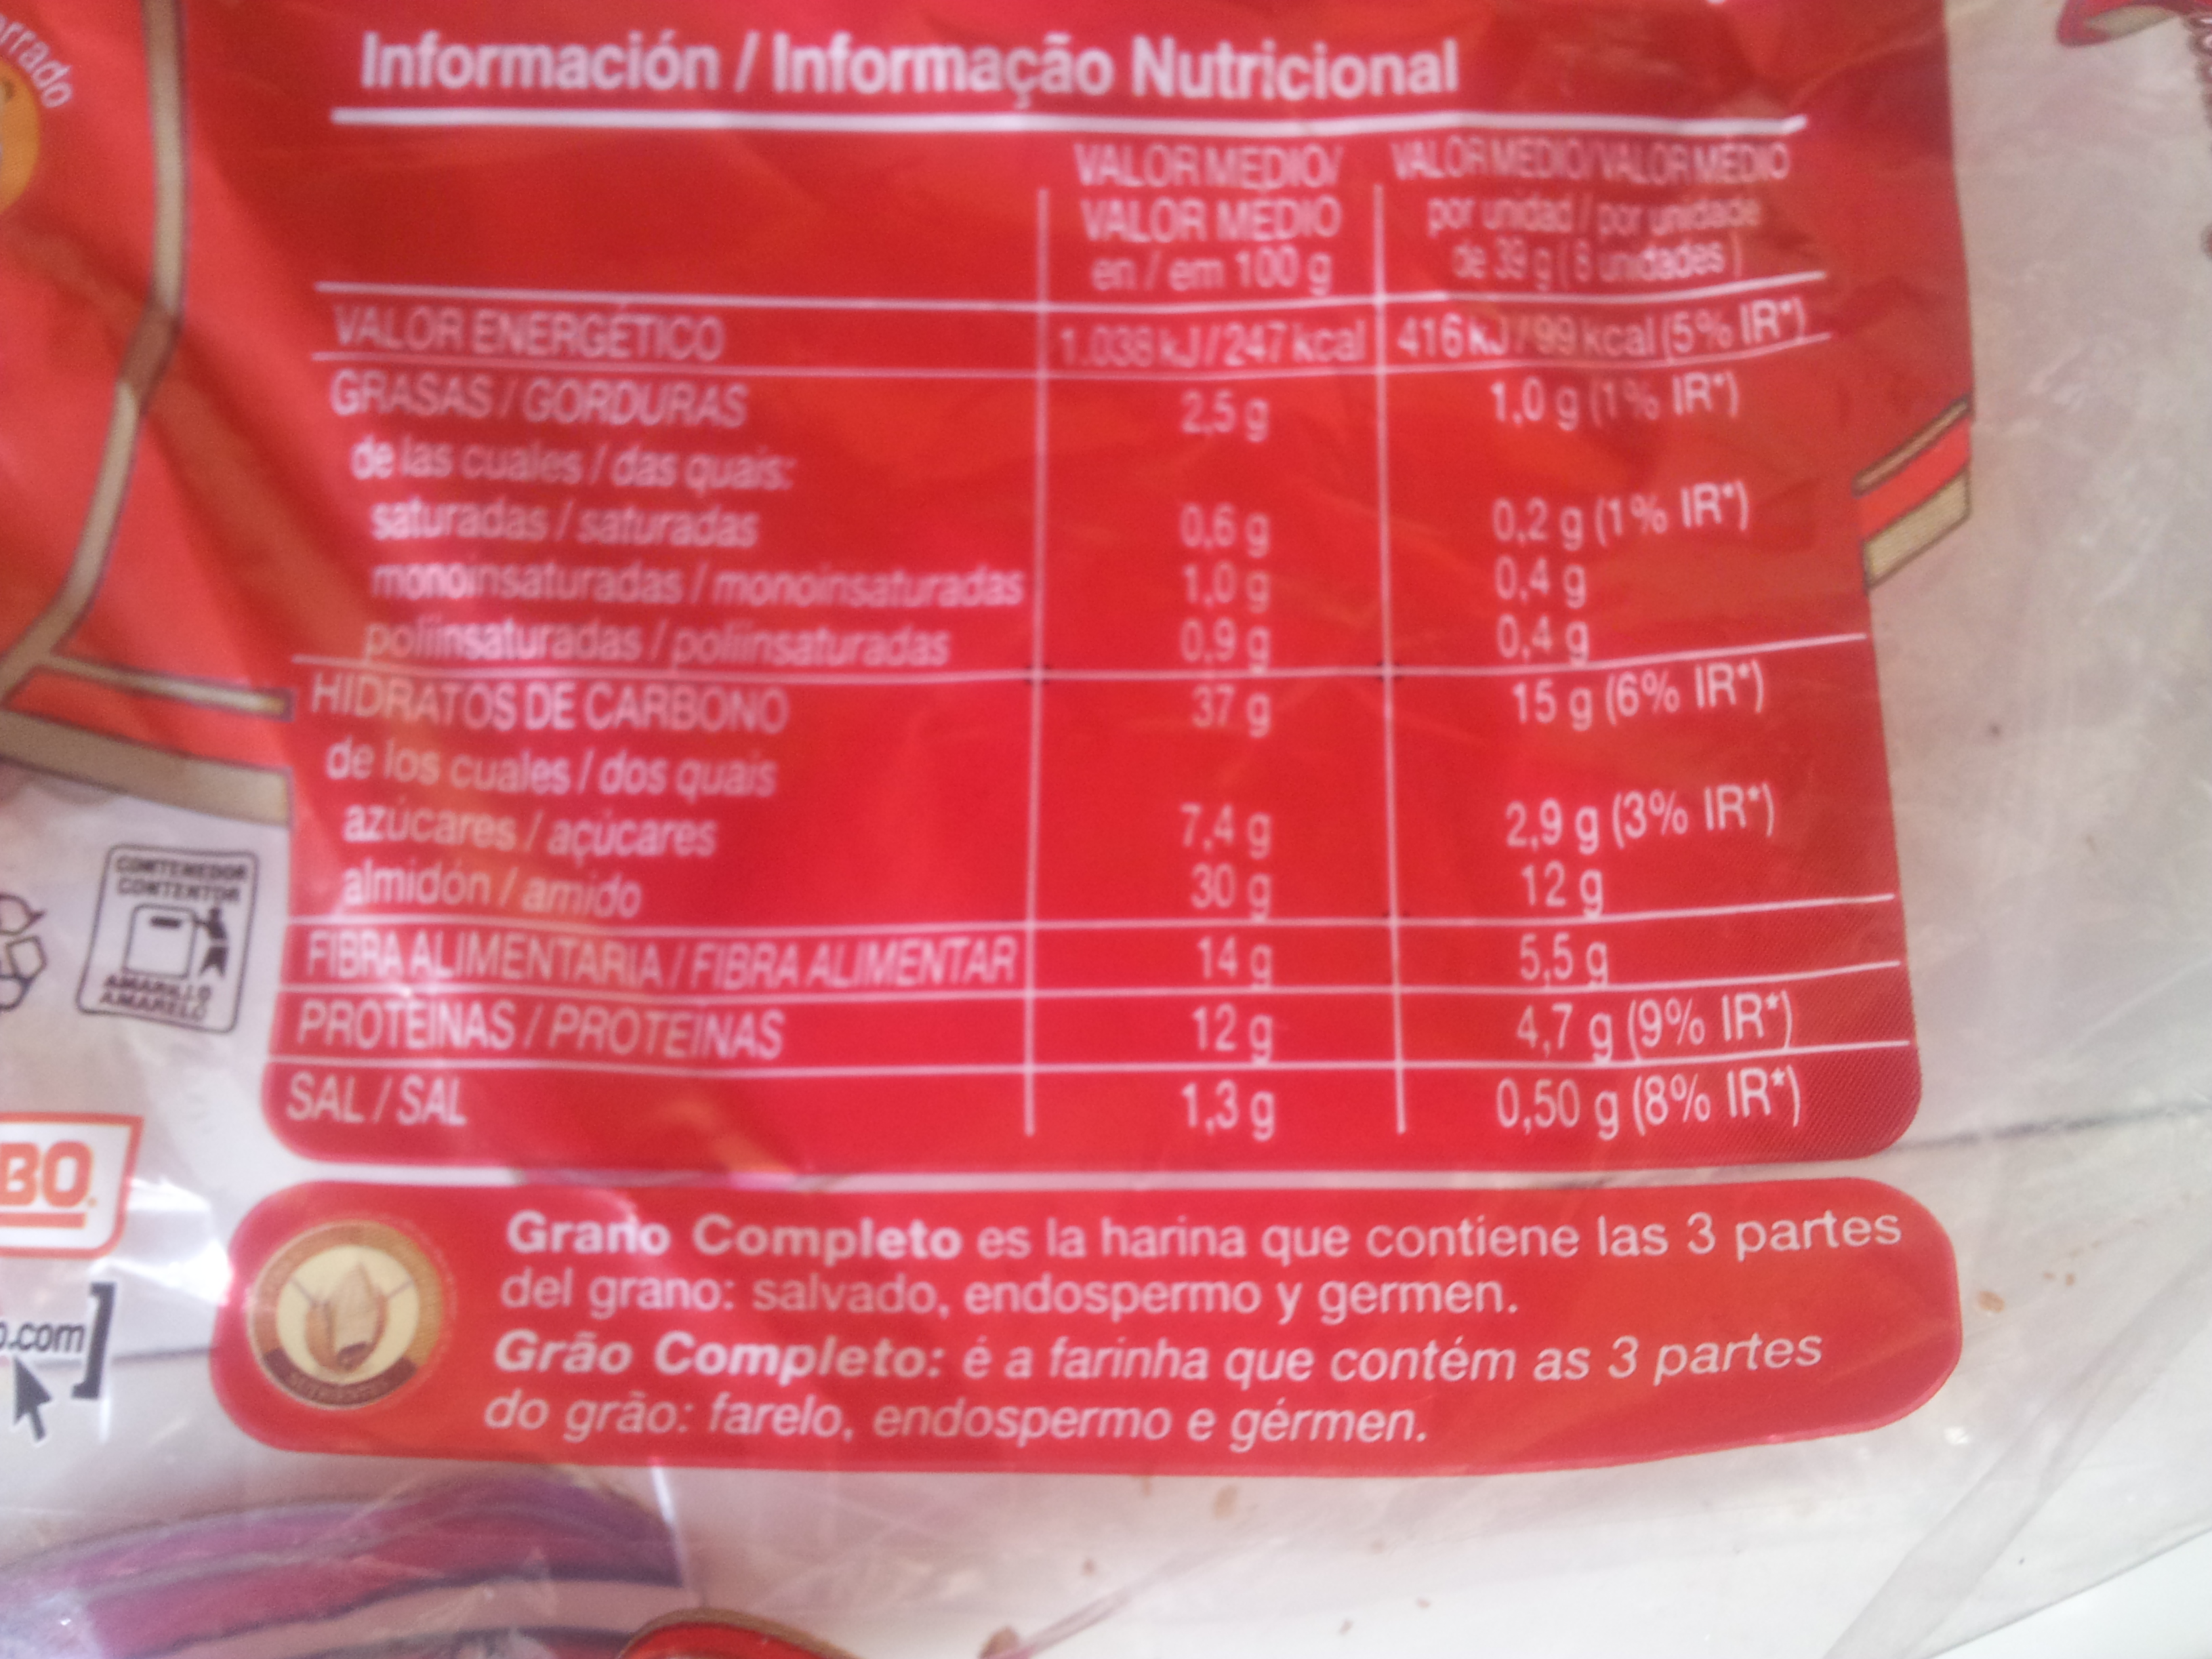 rrado
Información / Informação Nutricional
VALOR MEDIO/
VALOR MÉDIO
en / em 100 g
VALOR MEDIO/VALOR MÉDIO
por unidad / por unidade
de 39 g (8 unidades)
VALOR ENERGÉTICO 1.038 kJ / 247 kcal 416 kJ / 99 kcal (5% IR*)
GRASAS / GORDURAS 2,5 g 1,0 g (1% IR*)
de las cuales / das quais:
saturadas / saturadas 0,6 g 0,2 g (1% IR*)
monoinsaturadas / monoinsaturadas 1,0 g 0,4 g
poliinsaturadas / poliinsaturadas 0,9 g 0,4 g
HIDRATOS DE CARBONO 37 g 15 g (6% IR*)
de los cuales / dos quais
azúcares / açúcares 7,4 g 2,9 g (3% IR*)
almidón / amido 30 g 12 g
FIBRA ALIMENTARIA / FIBRA ALIMENTAR 14 g 5,5 g
PROTEÍNAS / PROTEÍNAS 12 g 4,7 g (9% IR*)
SAL / SAL 1,3 g 0,50 g (8% IR*)
CONTENEDOR
CONTENTOR
AMARILLO
AMARELO
BO
.com
Grano Completo es la harina que contiene las 3 partes
del grano: salvado, endospermo y germen.
Grão Completo: é a farinha que contém as 3 partes
do grão: farelo, endospermo e gérmen.